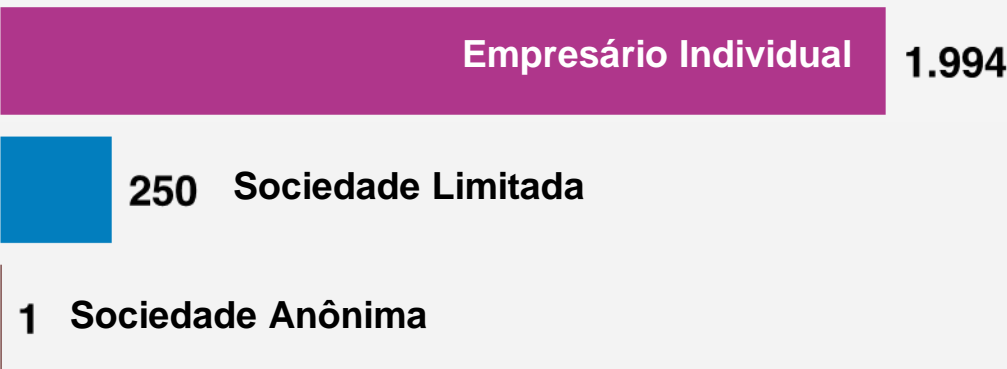 Empresário Individual 1.994
250 Sociedade Limitada
1 Sociedade Anônima